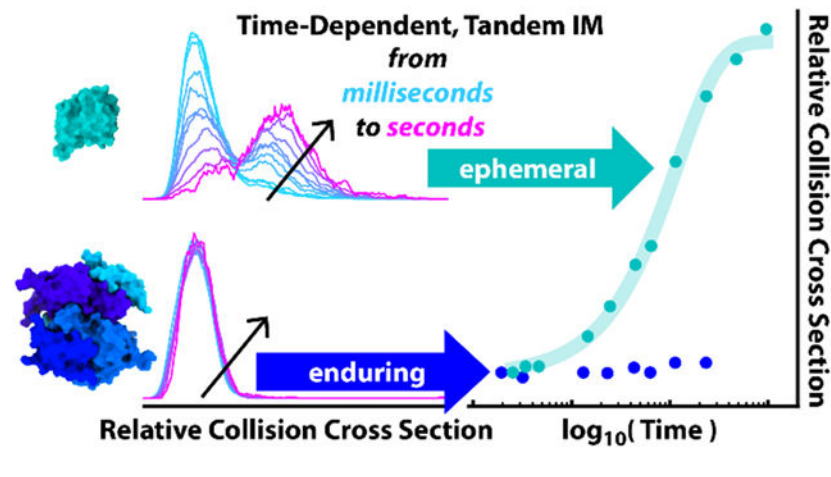 Time-Dependent, Tandem IM
from
milliseconds
to seconds
ephemeral
enduring
Relative Collision Cross Section
log10( Time )
Relative Collision Cross Section